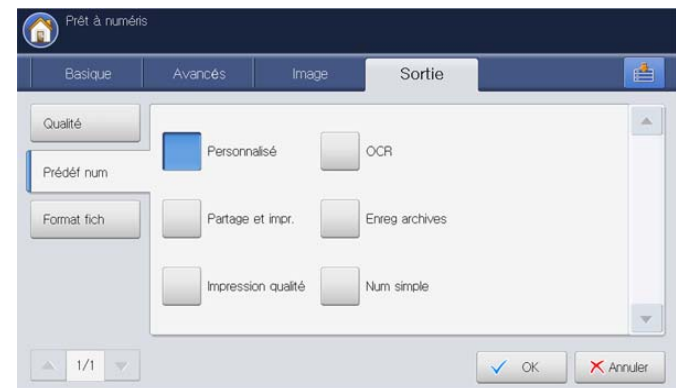 Prêt à numéris
Basique Avancés Image Sortie
Qualité
Personnalisé OCR
Prédéf num
Format fich
Partage et impr. Enreg archives
Impression qualité Num simple
1/1
OK Annuler